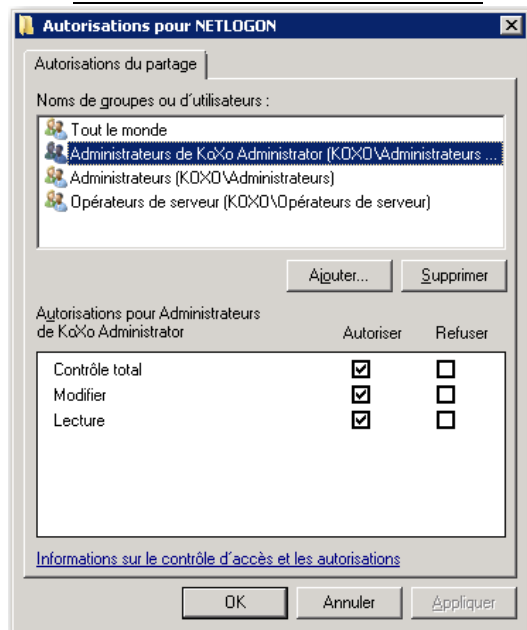 Autorisations pour NETLOGON
Autorisations du partage
Noms de groupes ou d'utilisateurs :
Tout le monde
Administrateurs de KoXo Administrator (KOXO\Administrateurs ...
Administrateurs (KOXO\Administrateurs)
Opérateurs de serveur (KOXO\Opérateurs de serveur)
Ajouter... Supprimer
Autorisations pour Administrateurs
de KoXo Administrator Autoriser Refuser
Contrôle total
Modifier
Lecture
Informations sur le contrôle d'accès et les autorisations
OK Annuler Appliquer